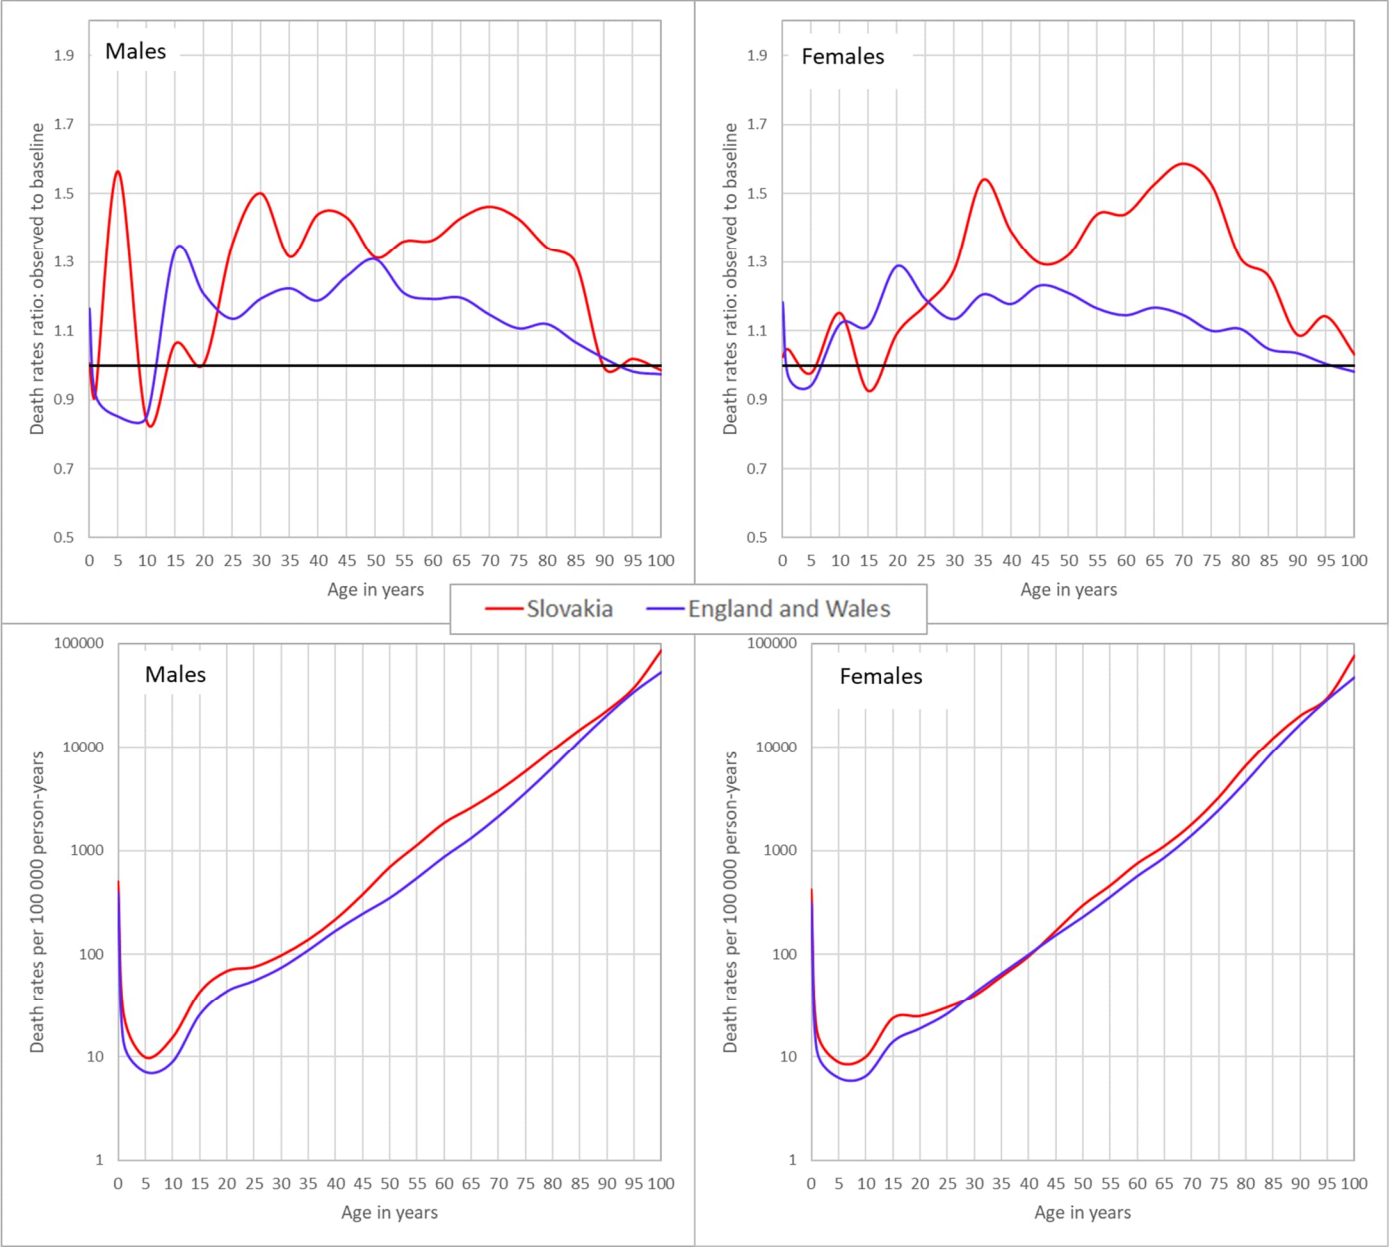 Males
Death rates ratio: observed to baseline
1.9
1.7
1.5
1.3
1.1
0.9
0.7
0.5
0 5 10 15 20 25 30 35 40 45 50 55 60 65 70 75 80 85 90 95 100
Age in years
Females
Death rates ratio: observed to baseline
1.9
1.7
1.5
1.3
1.1
0.9
0.7
0.5
0 5 10 15 20 25 30 35 40 45 50 55 60 65 70 75 80 85 90 95 100
Age in years
Slovakia England and Wales
Males
Death rates per 100 000 person-years
100000
10000
1000
100
10
1
0 5 10 15 20 25 30 35 40 45 50 55 60 65 70 75 80 85 90 95 100
Age in years
Females
Death rates per 100 000 person-years
100000
10000
1000
100
10
1
0 5 10 15 20 25 30 35 40 45 50 55 60 65 70 75 80 85 90 95 100
Age in years